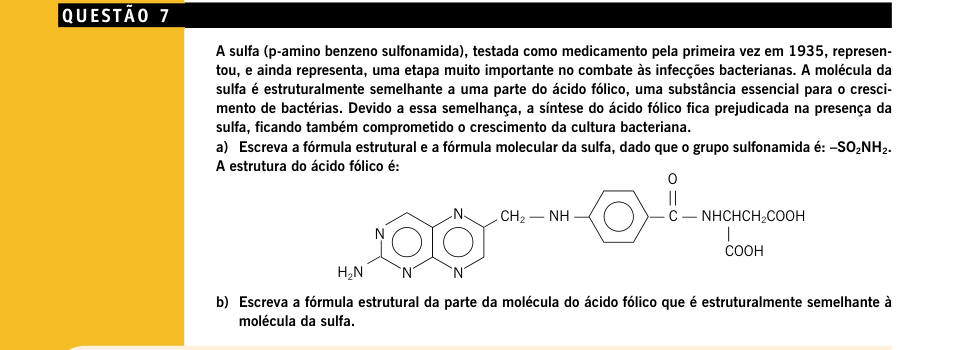 QUESTÃO 7
A sulfa (p-amino benzeno sulfonamida), testada como medicamento pela primeira vez em 1935, represen-
tou, e ainda representa, uma etapa muito importante no combate às infecções bacterianas. A molécula da
sulfa é estruturalmente semelhante a uma parte do ácido fólico, uma substância essencial para o cresci-
mento de bactérias. Devido a essa semelhança, a síntese do ácido fólico fica prejudicada na presença da
sulfa, ficando também comprometido o crescimento da cultura bacteriana.
a) Escreva a fórmula estrutural e a fórmula molecular da sulfa, dado que o grupo sulfonamida é: –SO₂NH₂.
A estrutura do ácido fólico é:
O
N CH₂ — NH C — NHCHCH₂COOH
N
COOH
H₂N N N
b) Escreva a fórmula estrutural da parte da molécula do ácido fólico que é estruturalmente semelhante à
molécula da sulfa.